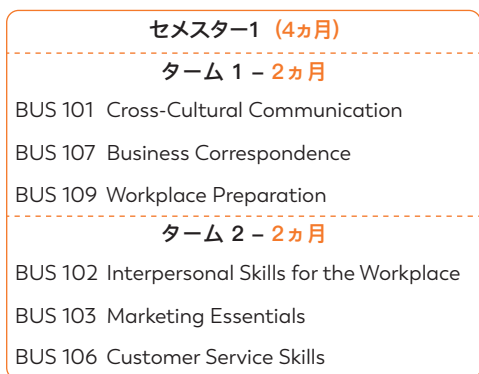 セメスター1 (4ヵ月)
ターム 1 – 2ヵ月
BUS 101 Cross-Cultural Communication
BUS 107 Business Correspondence
BUS 109 Workplace Preparation
ターム 2 – 2ヵ月
BUS 102 Interpersonal Skills for the Workplace
BUS 103 Marketing Essentials
BUS 106 Customer Service Skills